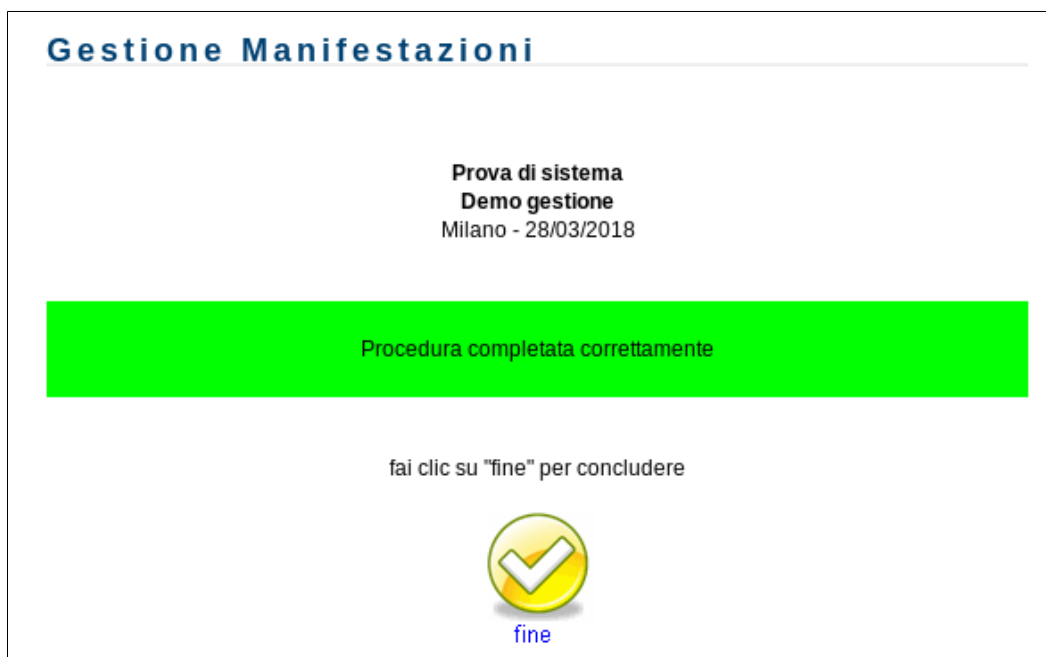 Gestione Manifestazioni
Prova di sistema
Demo gestione
Milano - 28/03/2018
Procedura completata correttamente
fai clic su "fine" per concludere
fine